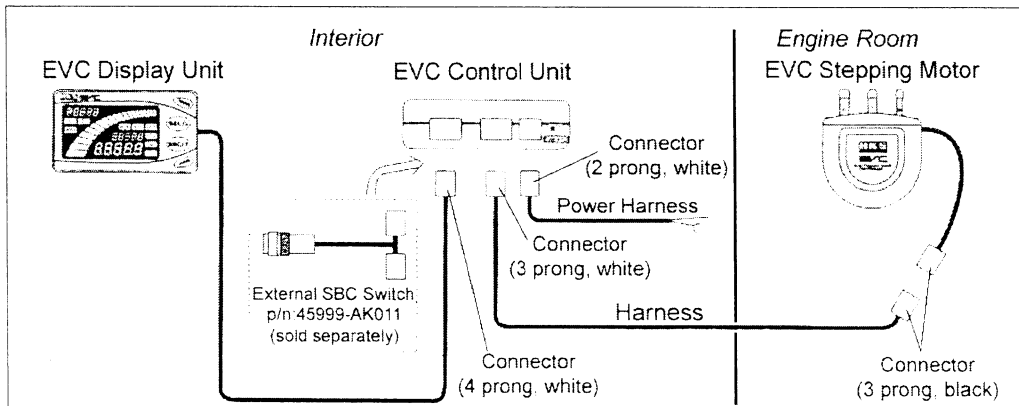 Interior
Engine Room
EVC Display Unit
EVC Control Unit
EVC Stepping Motor
Connector
(2 prong, white)
Power Harness
Connector
(3 prong, white)
External SBC Switch
p/n:45999-AK011
(sold separately)
Harness
Connector
(4 prong, white)
Connector
(3 prong, black)
HKS
EVC